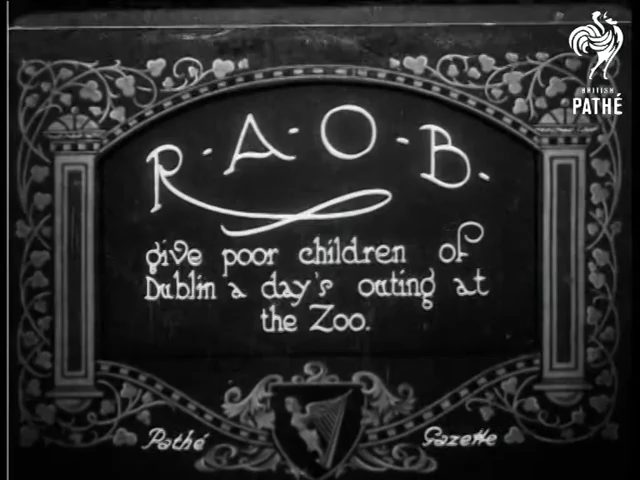 BRITISH
PATHÉ
R·A·O·B.
give poor children of
Dublin a day's outing at
the Zoo.
Pathé Gazette